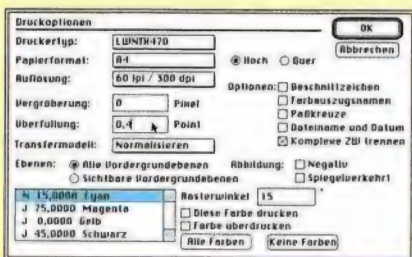 Druckoptionen
OK
Abbrechen
Druckertyp: LWNTX470
Papierformat: A4
Hoch Quer
Auflösung: 60 lpi / 300 dpi
Optionen: Beschnittzeichen
Farbauszugsnamen
Paßkreuze
Dateiname und Datum
Komplexe ZW trennen
Vergröberung: 0 Pixel
Überfüllung: 0,4 Point
Transfermodell: Normalisieren
Ebenen: Alle Vordergrundebenen
Sichtbare Vordergrundebenen
Abbildung: Negativ
Spiegelverkehrt
N 15,0000 Cyan
J 75,0000 Magenta
J 0,0000 Gelb
J 45,0000 Schwarz
Rasterwinkel 15 °
Diese Farbe drucken
Farbe überdrucken
Alle Farben Keine Farben